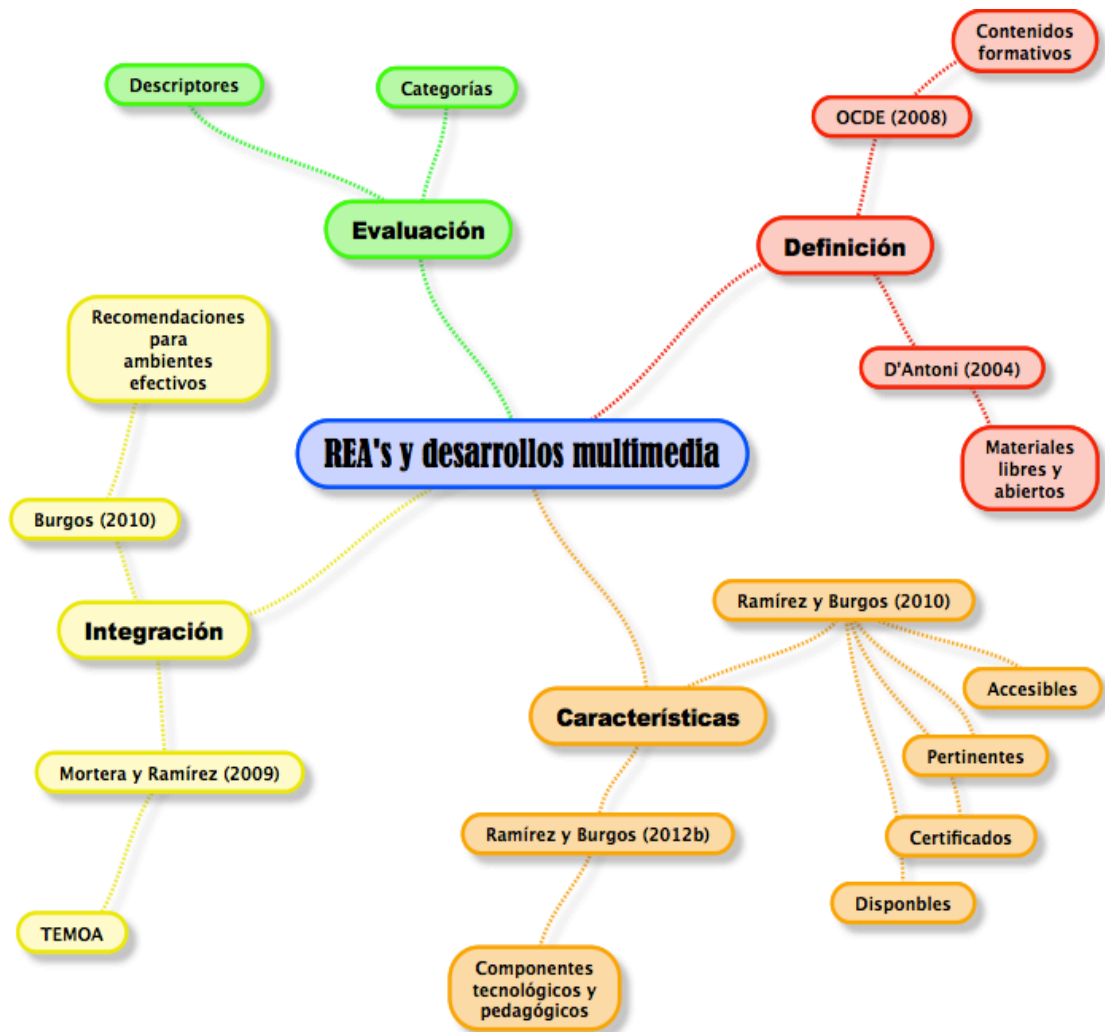 Contenidos
formativos
Descriptores
Categorías
OCDE (2008)
Evaluación
Definición
Recomendaciones
para
ambientes
efectivos
D'Antoni (2004)
REA's y desarrollos multimedia
Materiales
libres y
abiertos
Burgos (2010)
Ramírez y Burgos (2010)
Integración
Accesibles
Características
Pertinentes
Mortera y Ramírez (2009)
Ramírez y Burgos (2012b)
Certificados
Disponbles
TEMOA
Componentes
tecnológicos y
pedagógicos